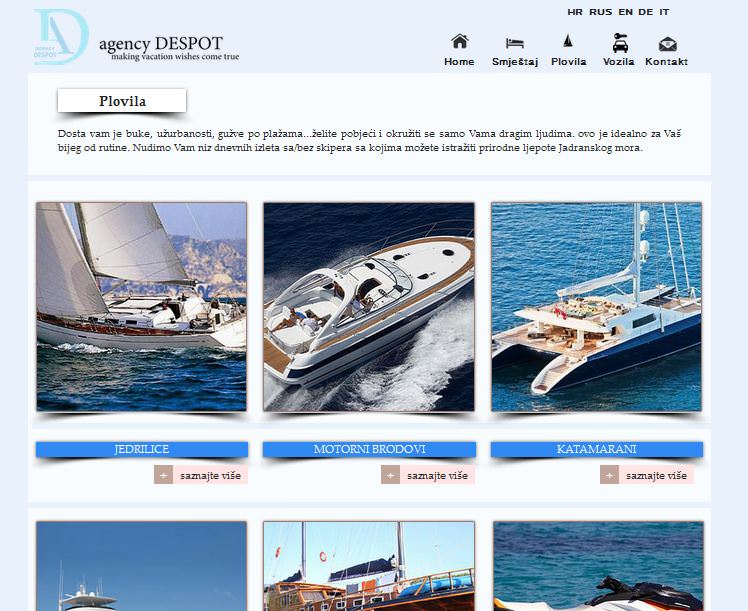 HR RUS EN DE IT
AGENCY
DESPOT
agency DESPOT
making vacation wishes come true
Home Smještaj Plovila Vozila Kontakt
Plovila
Dosta vam je buke, užurbanosti, gužve po plažama...želite pobjeći i okružiti se samo Vama dragim ljudima. ovo je idealno za Vaš
bijeg od rutine. Nudimo Vam niz dnevnih izleta sa/bez skipera sa kojima možete istražiti prirodne ljepote Jadranskog mora.
JEDRILICE MOTORNI BRODOVI KATAMARANI
+ saznajte više + saznajte više + saznajte više